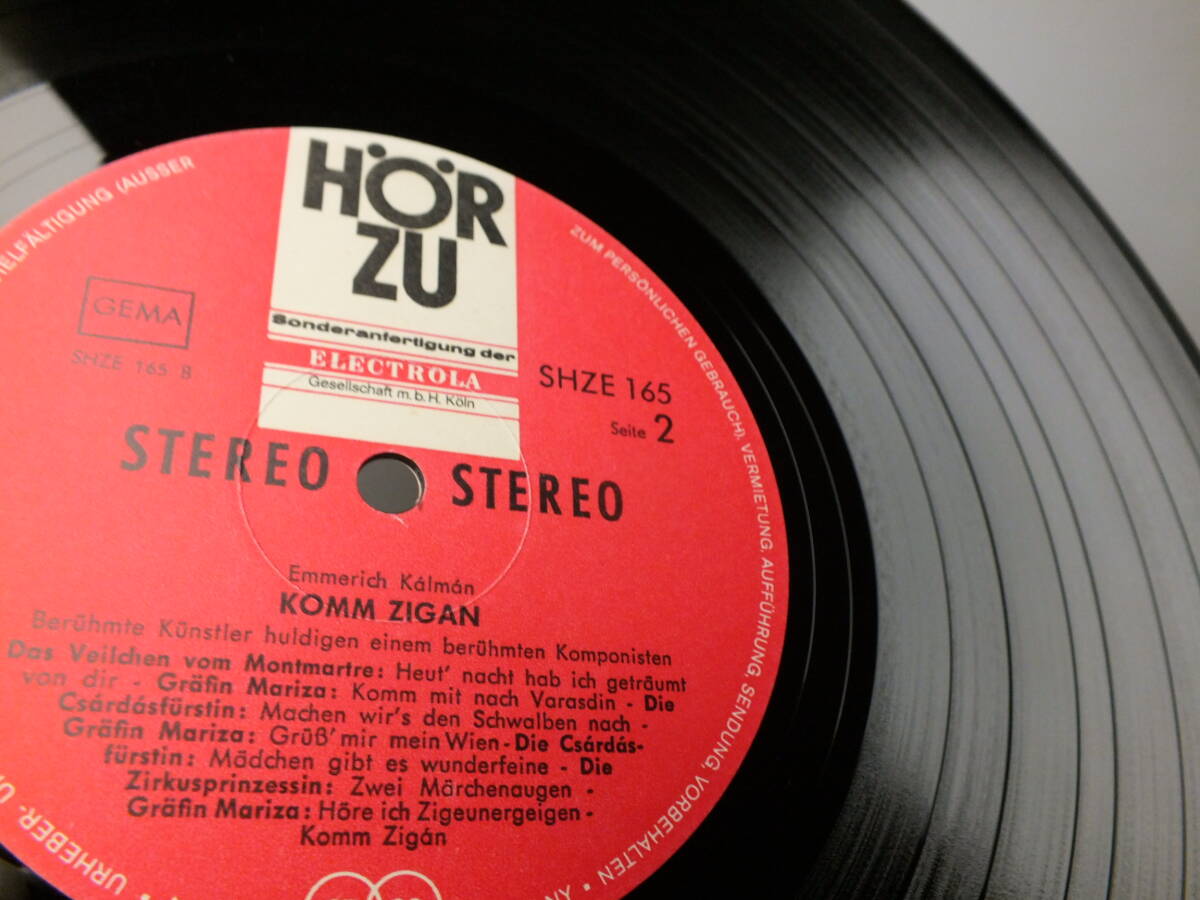 HÖR
ZU
Sonderanfertigung der
ELECTROLA
Gesellschaft m.b.H. Köln
GEMA
SHZE 165 B
SHZE 165
Seite 2
STEREO STEREO
Emmerich Kálmán
KOMM ZIGAN
Berühmte Künstler huldigen einem berühmten Komponisten
Das Veilchen vom Montmartre: Heut' nacht hab ich geträumt
von dir - Gräfin Mariza: Komm mit nach Varasdin - Die
Csárdásfürstin: Machen wir's den Schwalben nach -
Gräfin Mariza: Grüß' mir mein Wien - Die Csárdás-
fürstin: Mädchen gibt es wunderfeine - Die
Zirkusprinzessin: Zwei Märchenaugen -
Gräfin Mariza: Höre ich Zigeunergeigen -
Komm Zigán
URHEBER-
ELFÄLTIGUNG (AUSSER
ZUM PERSÖNLICHEN GEBRAUCH), VERMIETUNG, AUFFÜHRUNG, SENDUNG, VORBEHALTEN •